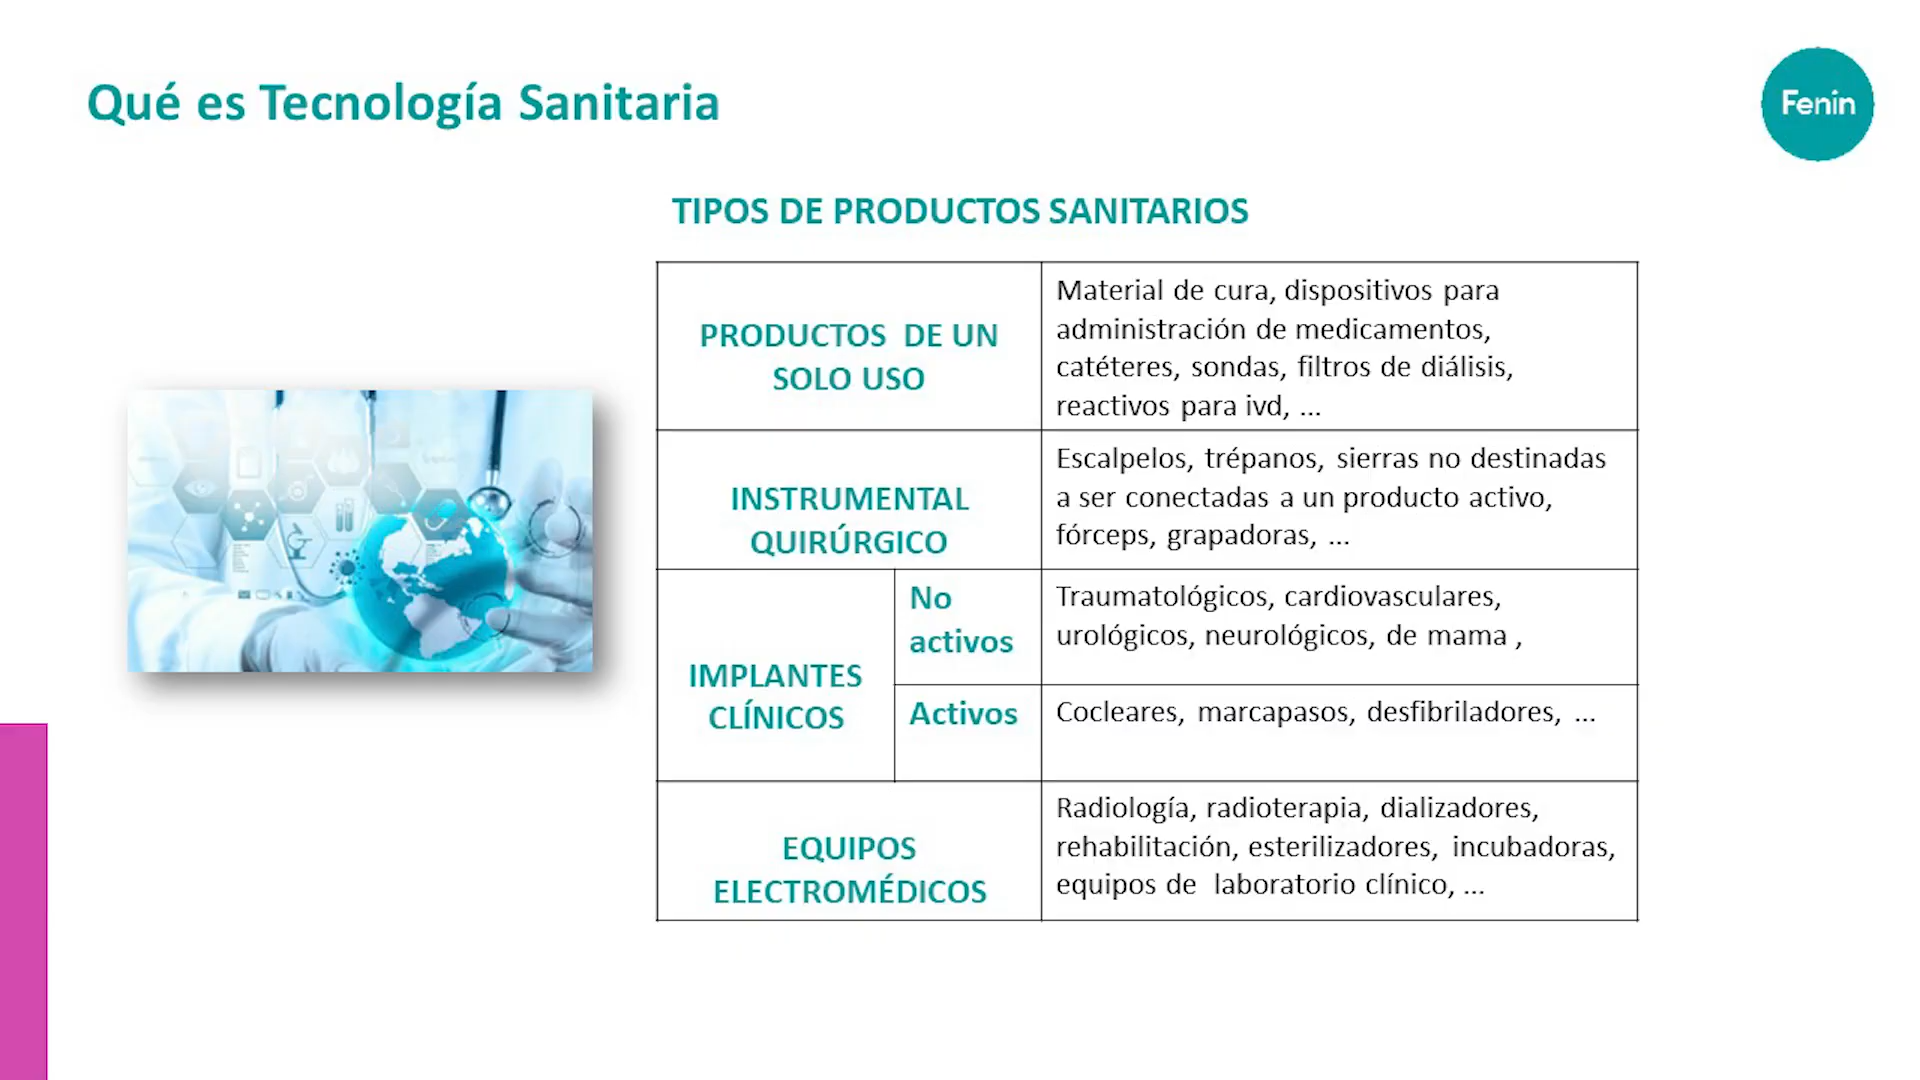 Qué es Tecnología Sanitaria
Fenin
TIPOS DE PRODUCTOS SANITARIOS
PRODUCTOS DE UN
SOLO USO
Material de cura, dispositivos para
administración de medicamentos,
catéteres, sondas, filtros de diálisis,
reactivos para ivd, ...
INSTRUMENTAL
QUIRÚRGICO
Escalpelos, trépanos, sierras no destinadas
a ser conectadas a un producto activo,
fórceps, grapadoras, ...
IMPLANTES
CLÍNICOS
No
activos
Traumatológicos, cardiovasculares,
urológicos, neurológicos, de mama ,
Activos
Cocleares, marcapasos, desfibriladores, ...
EQUIPOS
ELECTROMÉDICOS
Radiología, radioterapia, dializadores,
rehabilitación, esterilizadores, incubadoras,
equipos de laboratorio clínico, ...